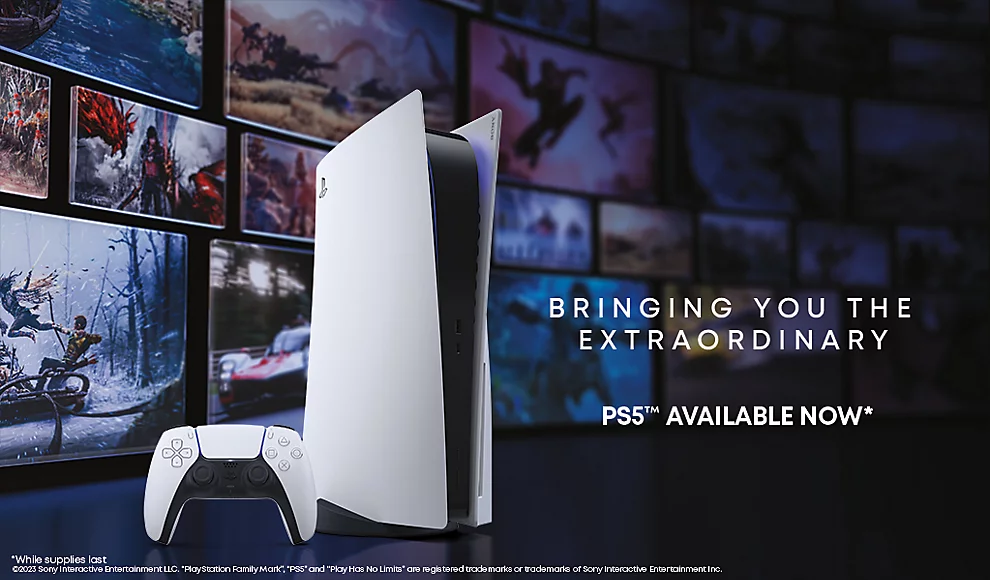 SONY
BRINGING YOU THE
EXTRAORDINARY
PS5™ AVAILABLE NOW*
*While supplies last
©2023 Sony Interactive Entertainment LLC. "PlayStation Family Mark", "PS5" and "Play Has No Limits" are registered trademarks or trademarks of Sony Interactive Entertainment Inc.